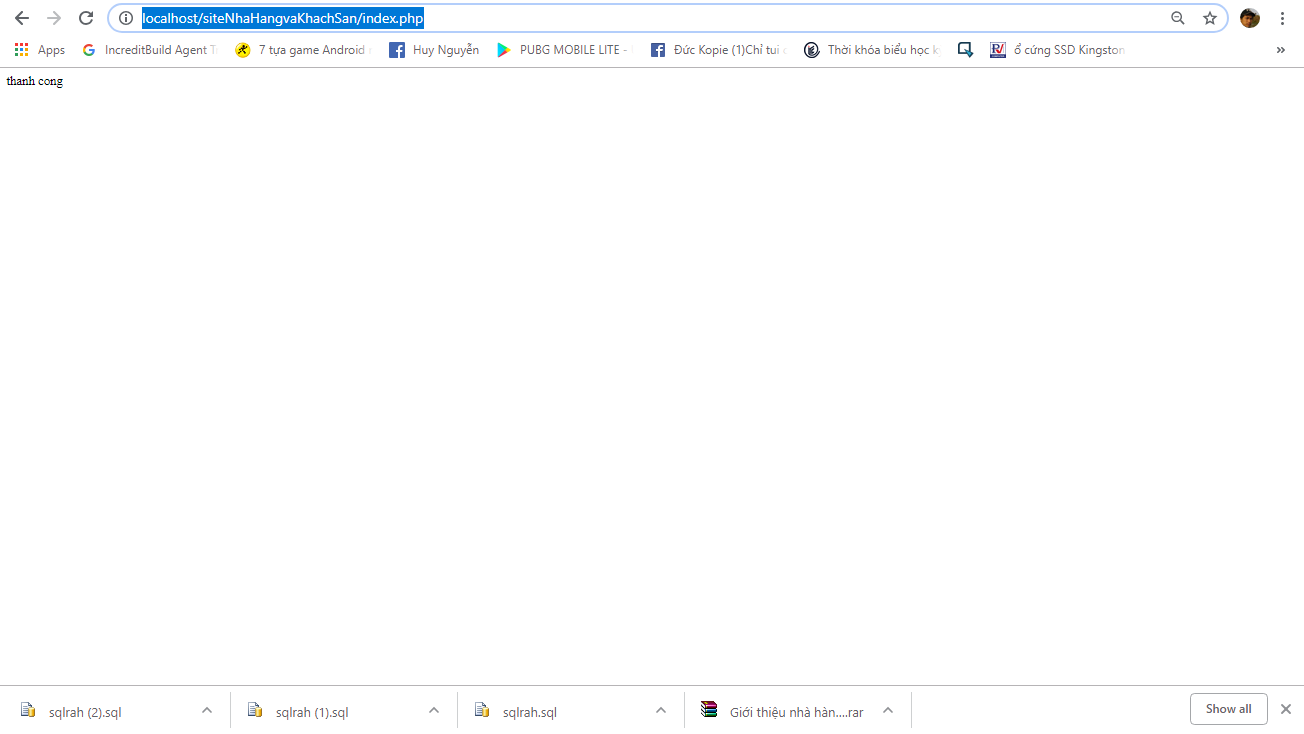 localhost/siteNhaHangvaKhachSan/index.php
Apps IncreditBuild Agent T 7 tựa game Android Huy Nguyễn PUBG MOBILE LITE - Đức Kopie (1)Chỉ tui Thời khóa biểu học k ổ cứng SSD Kingston »
thanh cong
sqlrah (2).sql sqlrah (1).sql sqlrah.sql Giới thiệu nhà hàn....rar Show all